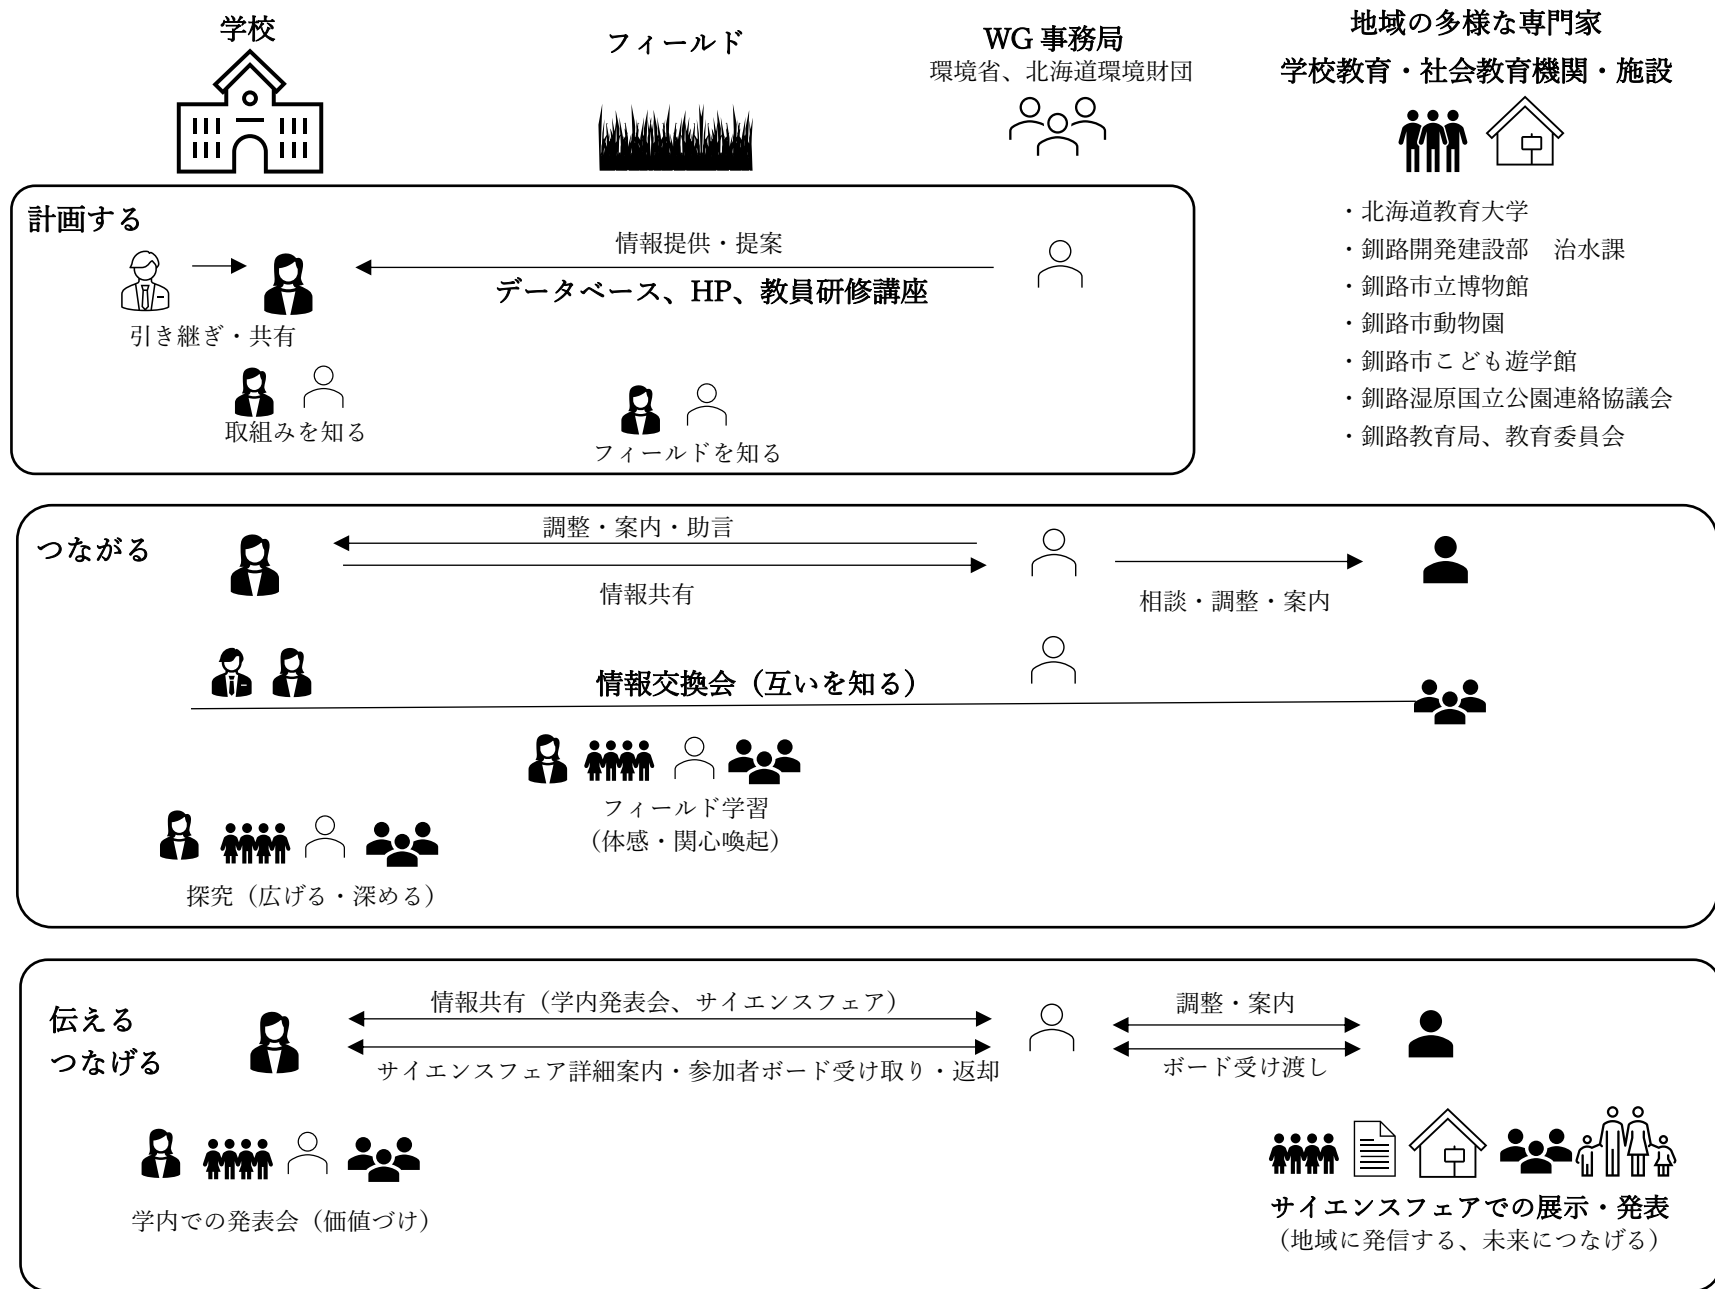 学校
フィールド
WG 事務局
環境省、北海道環境財団
地域の多様な専門家
学校教育・社会教育機関・施設
・北海道教育大学
・釧路開発建設部　治水課
・釧路市立博物館
・釧路市動物園
・釧路市こども遊学館
・釧路湿原国立公園連絡協議会
・釧路教育局、教育委員会
計画する
情報提供・提案
データベース、HP、教員研修講座
引き継ぎ・共有
取組みを知る
フィールドを知る
つながる
調整・案内・助言
情報共有
相談・調整・案内
情報交換会（互いを知る）
フィールド学習
（体感・関心喚起）
探究（広げる・深める）
伝える
つなげる
情報共有（学内発表会、サイエンスフェア）
サイエンスフェア詳細案内・参加者ボード受け取り・返却
調整・案内
ボード受け渡し
学内での発表会（価値づけ）
サイエンスフェアでの展示・発表
（地域に発信する、未来につなげる）